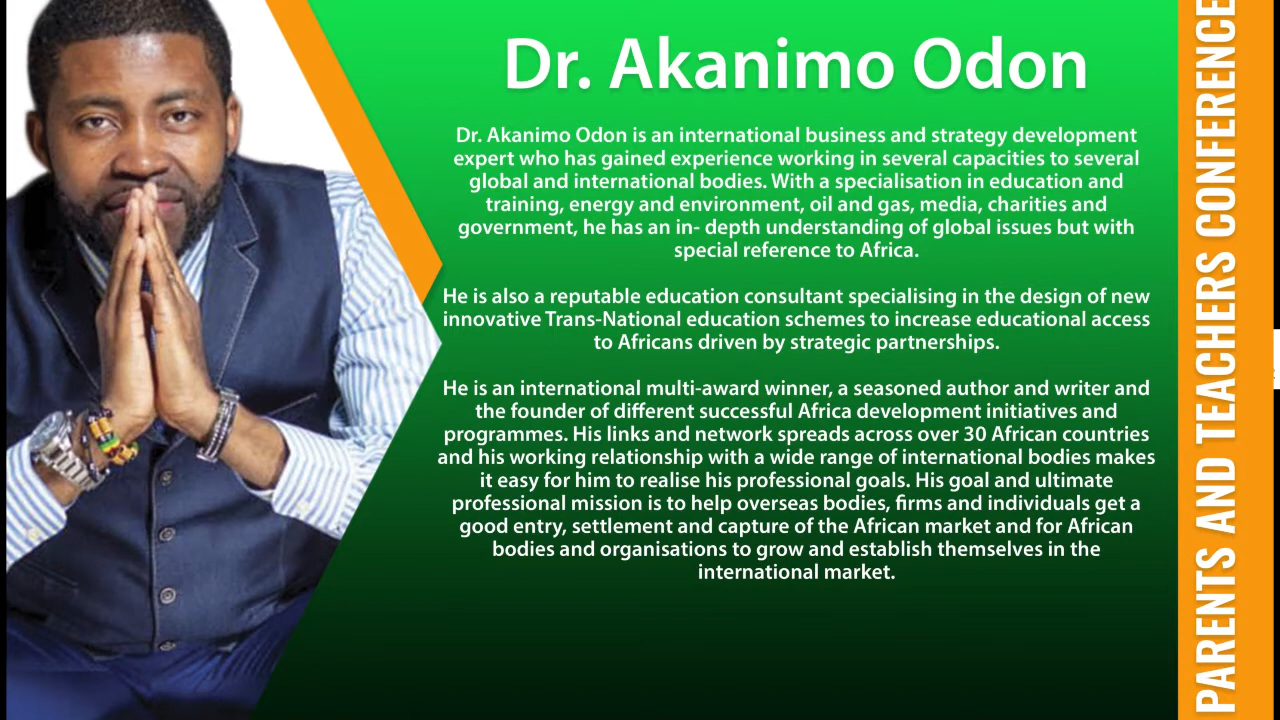 Dr. Akanimo Odon
Dr. Akanimo Odon is an international business and strategy development
expert who has gained experience working in several capacities to several
global and international bodies. With a specialisation in education and
training, energy and environment, oil and gas, media, charities and
government, he has an in- depth understanding of global issues but with
special reference to Africa.
He is also a reputable education consultant specialising in the design of new
innovative Trans-National education schemes to increase educational access
to Africans driven by strategic partnerships.
He is an international multi-award winner, a seasoned author and writer and
the founder of different successful Africa development initiatives and
programmes. His links and network spreads across over 30 African countries
and his working relationship with a wide range of international bodies makes
it easy for him to realise his professional goals. His goal and ultimate
professional mission is to help overseas bodies, firms and individuals get a
good entry, settlement and capture of the African market and for African
bodies and organisations to grow and establish themselves in the
international market.
PARENTS AND TEACHERS CONFERENCE